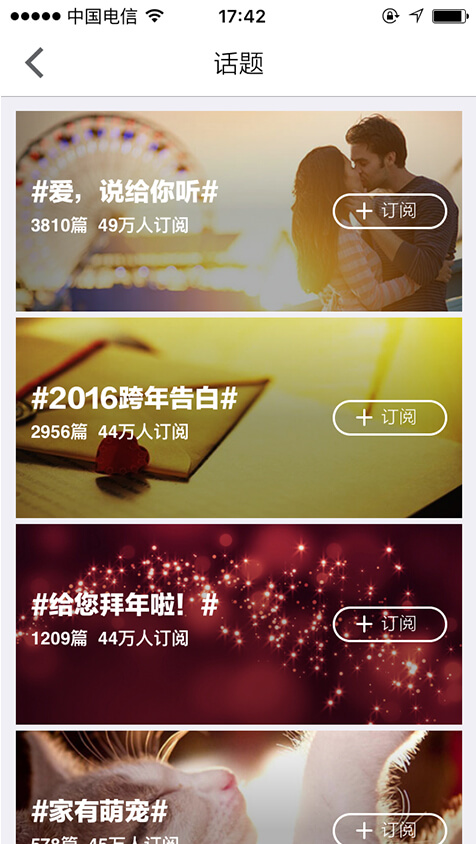 中国电信 17:42
话题
#爱，说给你听#
3810篇 49万人订阅
+ 订阅
#2016跨年告白#
2956篇 44万人订阅
+ 订阅
#给您拜年啦！#
1209篇 44万人订阅
+ 订阅
#家有萌宠#
578篇 45万人订阅
+ 订阅